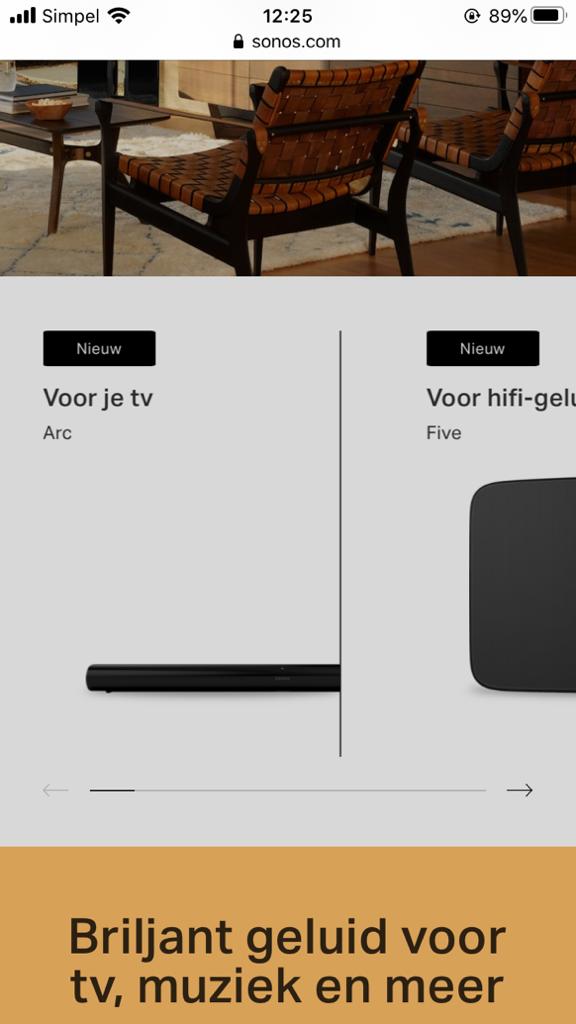 Simpel 12:25 89%
sonos.com
Nieuw
Voor je tv
Arc
Nieuw
Voor hifi-gelu
Five
Briljant geluid voor
tv, muziek en meer